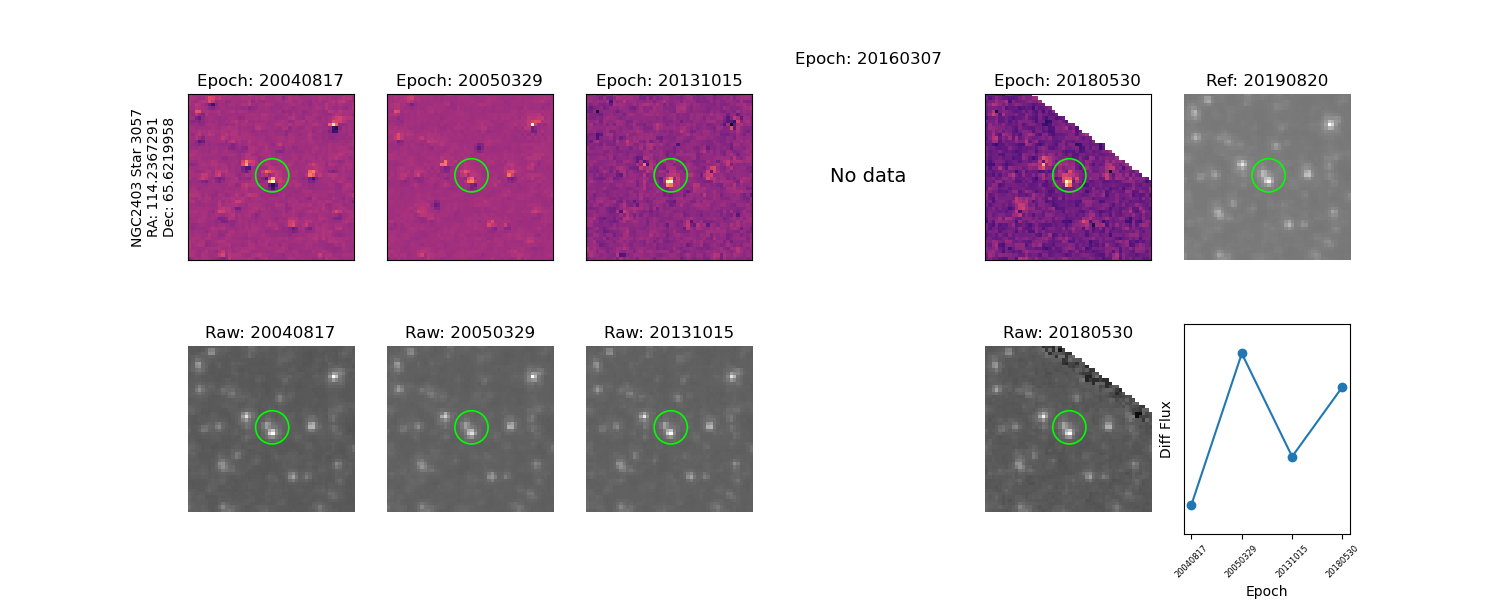 Epoch: 20160307
Epoch: 20040817
Epoch: 20050329
Epoch: 20131015
Epoch: 20180530
Ref: 20190820
NGC2403 Star 3057
RA: 114.2367291
Dec: 65.6219958
No data
Raw: 20040817
Raw: 20050329
Raw: 20131015
Raw: 20180530
Diff Flux
20040817
20050329
20131015
20180530
Epoch